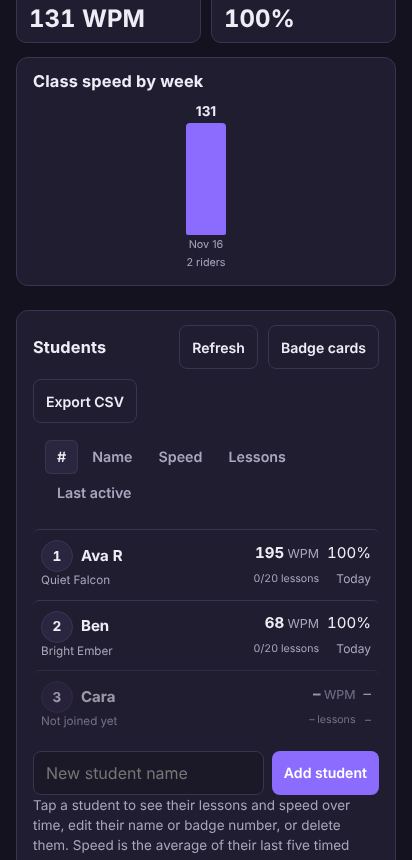 131 WPM 100%
Class speed by week
131
Nov 16
2 riders
Students Refresh Badge cards
Export CSV
# Name Speed Lessons
Last active
1 Ava R 195 WPM 100%
Quiet Falcon 0/20 lessons Today
2 Ben 68 WPM 100%
Bright Ember 0/20 lessons Today
3 Cara – WPM –
Not joined yet – lessons –
New student name Add student
Tap a student to see their lessons and speed over
time, edit their name or badge number, or delete
them. Speed is the average of their last five timed